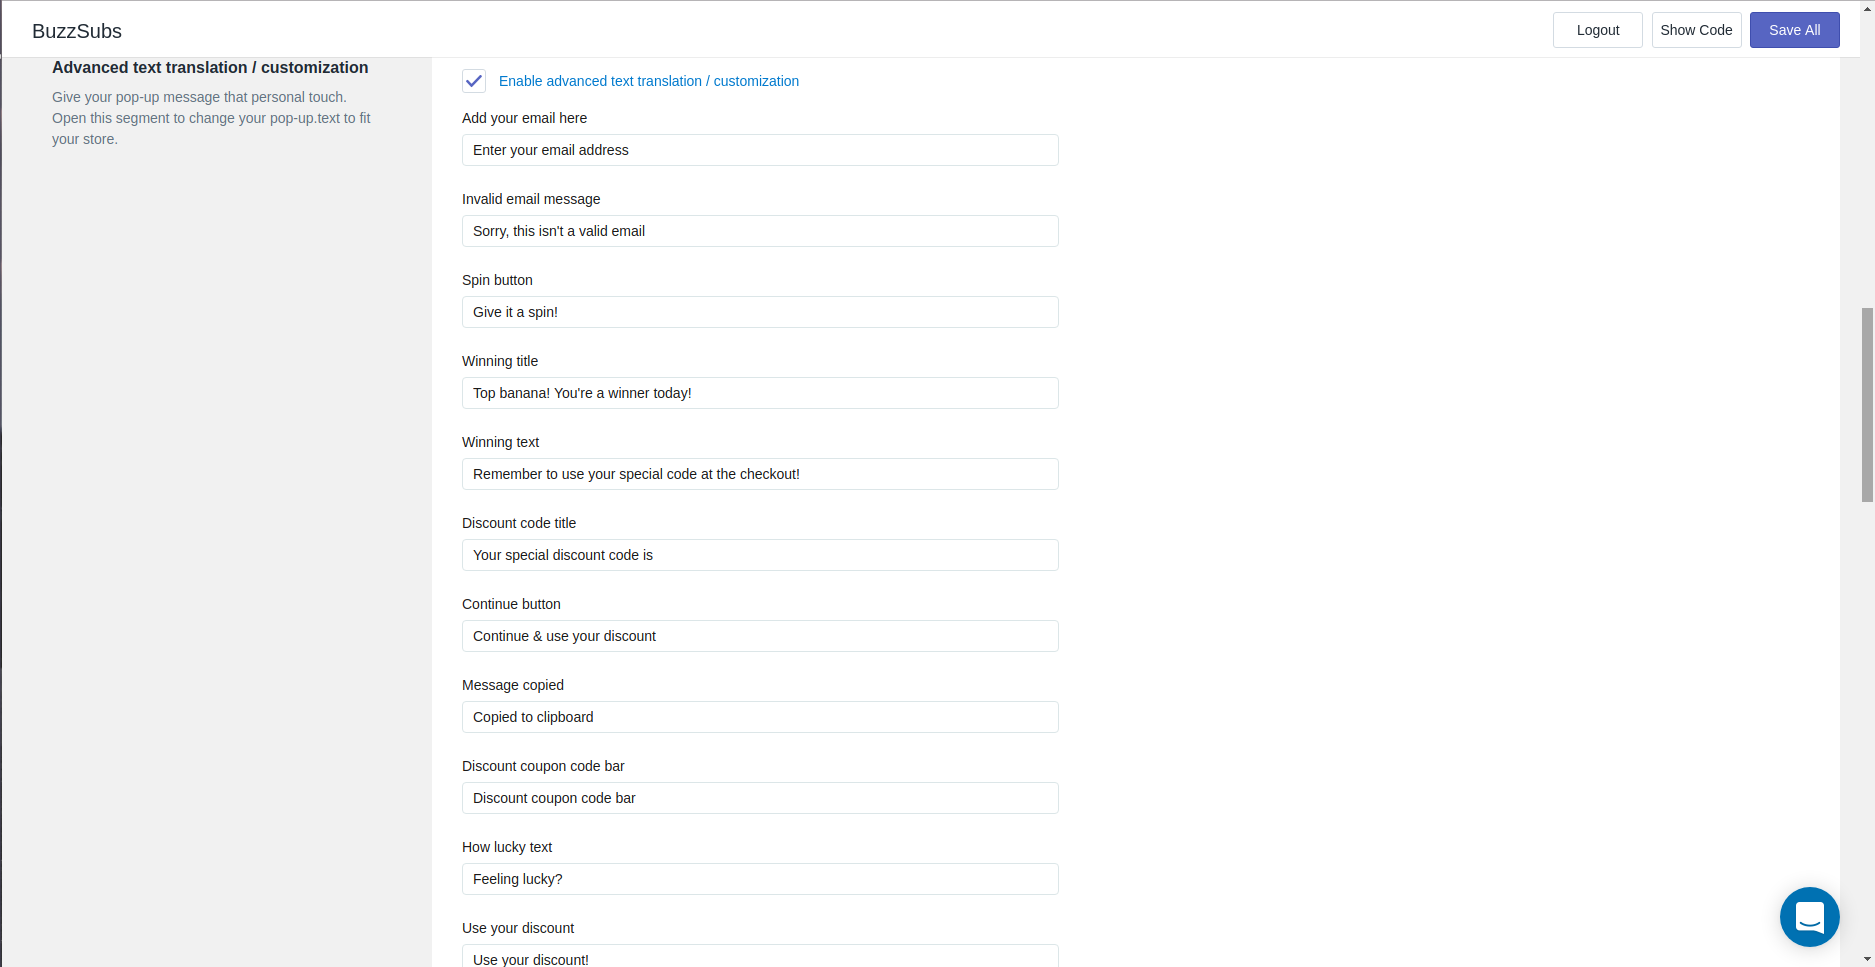 BuzzSubs
Logout
Show Code
Save All
Advanced text translation / customization
Give your pop-up message that personal touch.
Open this segment to change your pop-up.text to fit
your store.
Enable advanced text translation / customization
Add your email here
Enter your email address
Invalid email message
Sorry, this isn't a valid email
Spin button
Give it a spin!
Winning title
Top banana! You're a winner today!
Winning text
Remember to use your special code at the checkout!
Discount code title
Your special discount code is
Continue button
Continue & use your discount
Message copied
Copied to clipboard
Discount coupon code bar
Discount coupon code bar
How lucky text
Feeling lucky?
Use your discount
Use your discount!